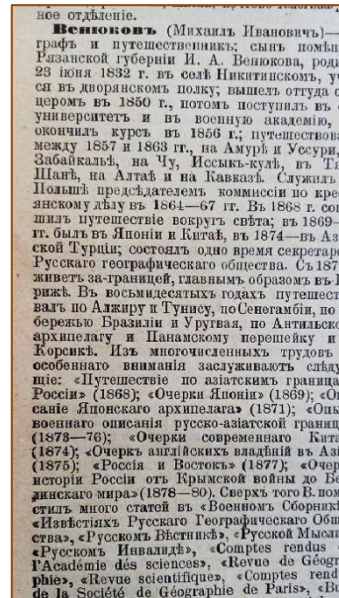 ное отдѣленіе.
Венюковъ (Михаилъ Ивановичъ)—
графъ и путешественникъ; сынъ помѣщ
Рязанской губерніи И. А. Венюкова, роди
23 іюня 1832 г. въ селѣ Никитинскомъ, у
ся въ дворянскомъ полку; вышелъ оттуда
церомъ въ 1850 г., потомъ поступилъ въ
университетъ и въ военную академію,
окончилъ курсъ въ 1856 г.; путешествова
между 1857 и 1863 гг., на Амурѣ и Уссури,
Забайкальѣ, на Чу, Иссыкъ-кулѣ, въ Тя
Шанѣ, на Алтаѣ и на Кавказѣ. Служилъ
Польшѣ предсѣдателемъ коммиссіи по кре
янскому дѣлу въ 1864—67 гг. Въ 1868 г. со
шилъ путешествіе вокругъ свѣта; въ 1869—
гг. былъ въ Японіи и Китаѣ, въ 1874—въ Аз
ской Турціи; состоялъ одно время секретаре
Русскаго географическаго общества. Съ 187
живетъ за-границей, главнымъ образомъ въ
рижѣ. Въ восьмидесятыхъ годахъ путешест
валъ по Алжиру и Тунису, по Сенегамбіи, по
бережью Бразиліи и Уругвая, по Антильско
архипелагу и Панамскому перешейку и
Корсикѣ. Изъ многочисленныхъ трудовъ
особеннаго вниманія заслуживаютъ слѣду
щіе: «Путешествіе по азіатскимъ граница
Россіи» (1868); «Очерки Японіи» (1869); «Оп
саніе Японскаго архипелага» (1871); «Опы
военнаго описанія русско-азіатской границ
(1873—76); «Очерки современнаго Кита
(1874); «Очеркъ англійскихъ владѣній въ Азі
(1875); «Россія и Востокъ» (1877); «Очер
исторіи Россіи отъ Крымской войны до Бе
линскаго мира» (1878—80). Сверхъ того В. пом
стилъ много статей въ «Военномъ Сборник
«Извѣстіяхъ Русскаго Географическаго Общ
ства», «Русскомъ Вѣстникѣ», «Русской Мысли
«Русскомъ Инвалидѣ», «Comptes rendus
l'Académie des sciences», «Revue de Géogr
phie», «Revue scientifique», «Comptes rend
de la Société de Géographie de Paris»,